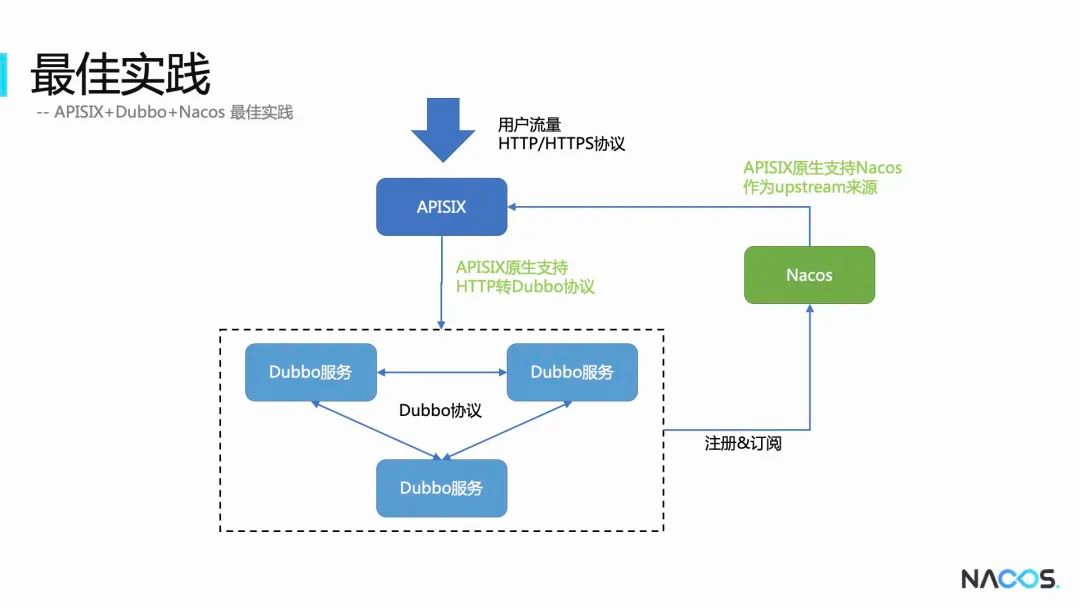 最佳实践
-- APISIX+Dubbo+Nacos 最佳实践
用户流量
HTTP/HTTPS协议
APISIX原生支持Nacos
作为upstream来源
APISIX
APISIX原生支持
HTTP转Dubbo协议
Nacos
Dubbo服务
Dubbo服务
Dubbo协议
注册&订阅
Dubbo服务
NACOS.